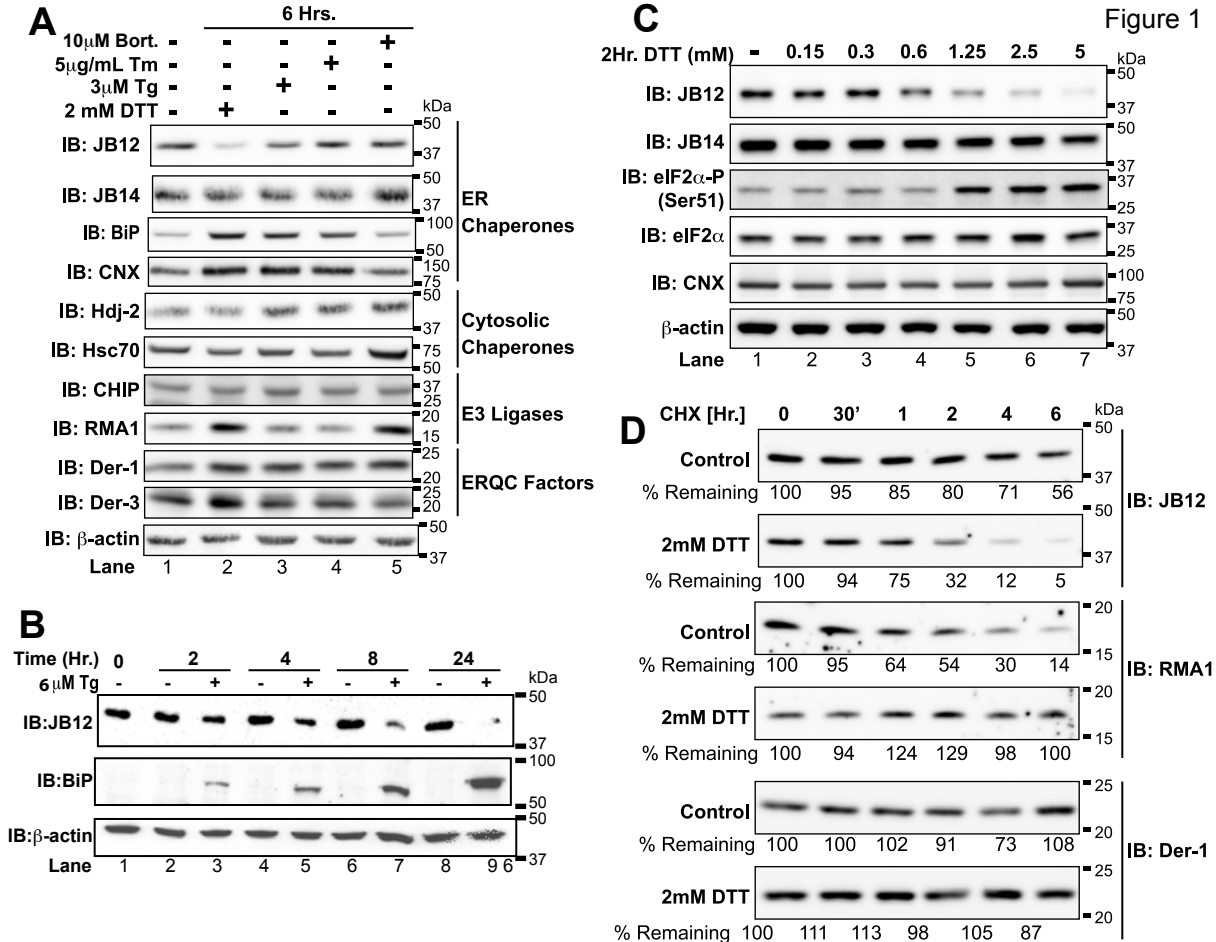 Figure 1
A
6 Hrs.
10μM Bort. - - - - +
5μg/mL Tm - - - + -
3μM Tg - - + - -
2 mM DTT - + - - -
kDa
IB: JB12 50 37
IB: JB14 50 37
IB: BiP 100 50
IB: CNX 150 75
ER Chaperones
IB: Hdj-2 50 37
IB: Hsc70 75 50
Cytosolic Chaperones
IB: CHIP 37 25
IB: RMA1 20 15
E3 Ligases
IB: Der-1 25 20
IB: Der-3 25 20
ERQC Factors
IB: β-actin 50 37
Lane 1 2 3 4 5
B
Time (Hr.) 0 2 4 8 24
6 μM Tg - - + - + - + - +
kDa
IB:JB12 50 37
IB:BiP 100 50
IB:β-actin 50 37
Lane 1 2 3 4 5 6 7 8 9 6
C
2Hr. DTT (mM) - 0.15 0.3 0.6 1.25 2.5 5
kDa
IB: JB12 50 37
IB: JB14 50 37
IB: eIF2α-P (Ser51) 37 25
IB: eIF2α 37 25
IB: CNX 100 75
β-actin 50 37
Lane 1 2 3 4 5 6 7
D
CHX [Hr.] 0 30' 1 2 4 6
kDa
Control 50 37
% Remaining 100 95 85 80 71 56
2mM DTT 50 37
% Remaining 100 94 75 32 12 5
IB: JB12
Control 20 15
% Remaining 100 95 64 54 30 14
2mM DTT 20 15
% Remaining 100 94 124 129 98 100
IB: RMA1
Control 25 20
% Remaining 100 100 102 91 73 108
2mM DTT 25 20
% Remaining 100 111 113 98 105 87
IB: Der-1